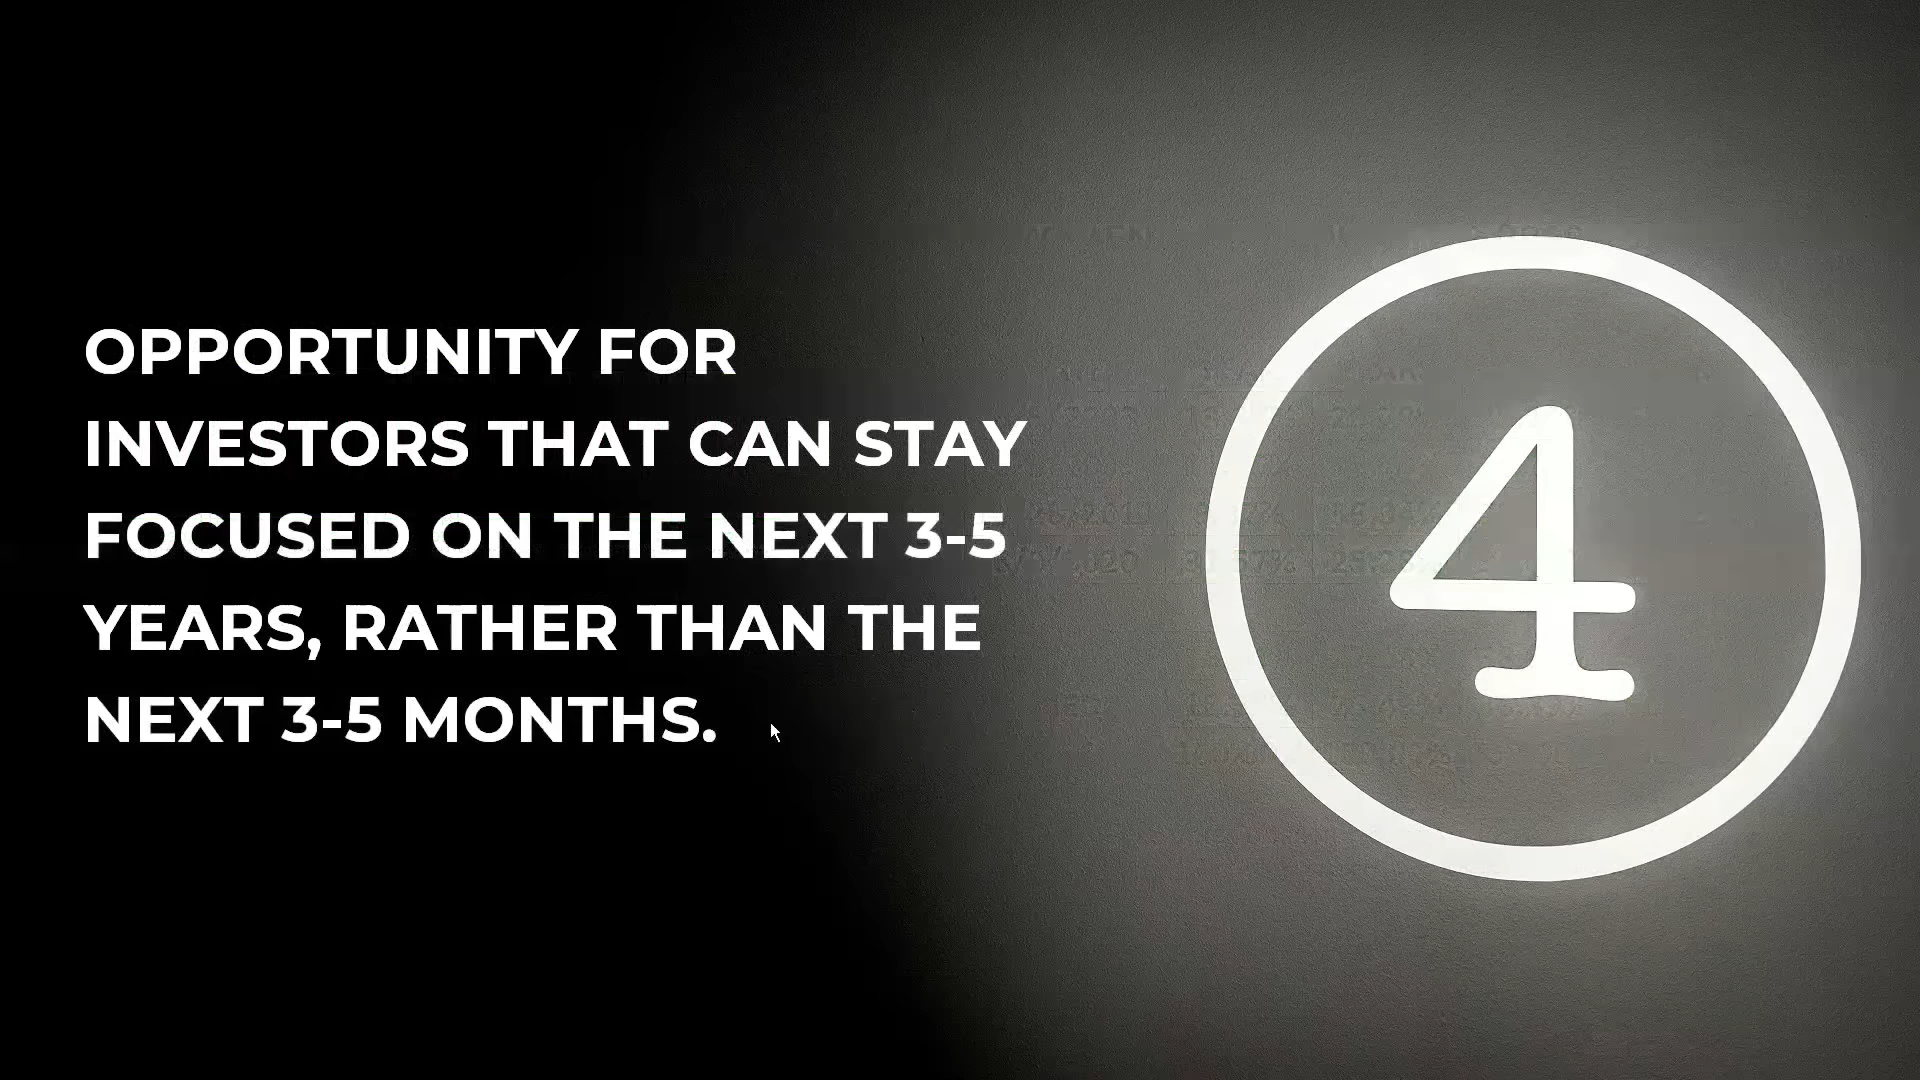 OPPORTUNITY FOR
INVESTORS THAT CAN STAY
FOCUSED ON THE NEXT 3-5
YEARS, RATHER THAN THE
NEXT 3-5 MONTHS.
4